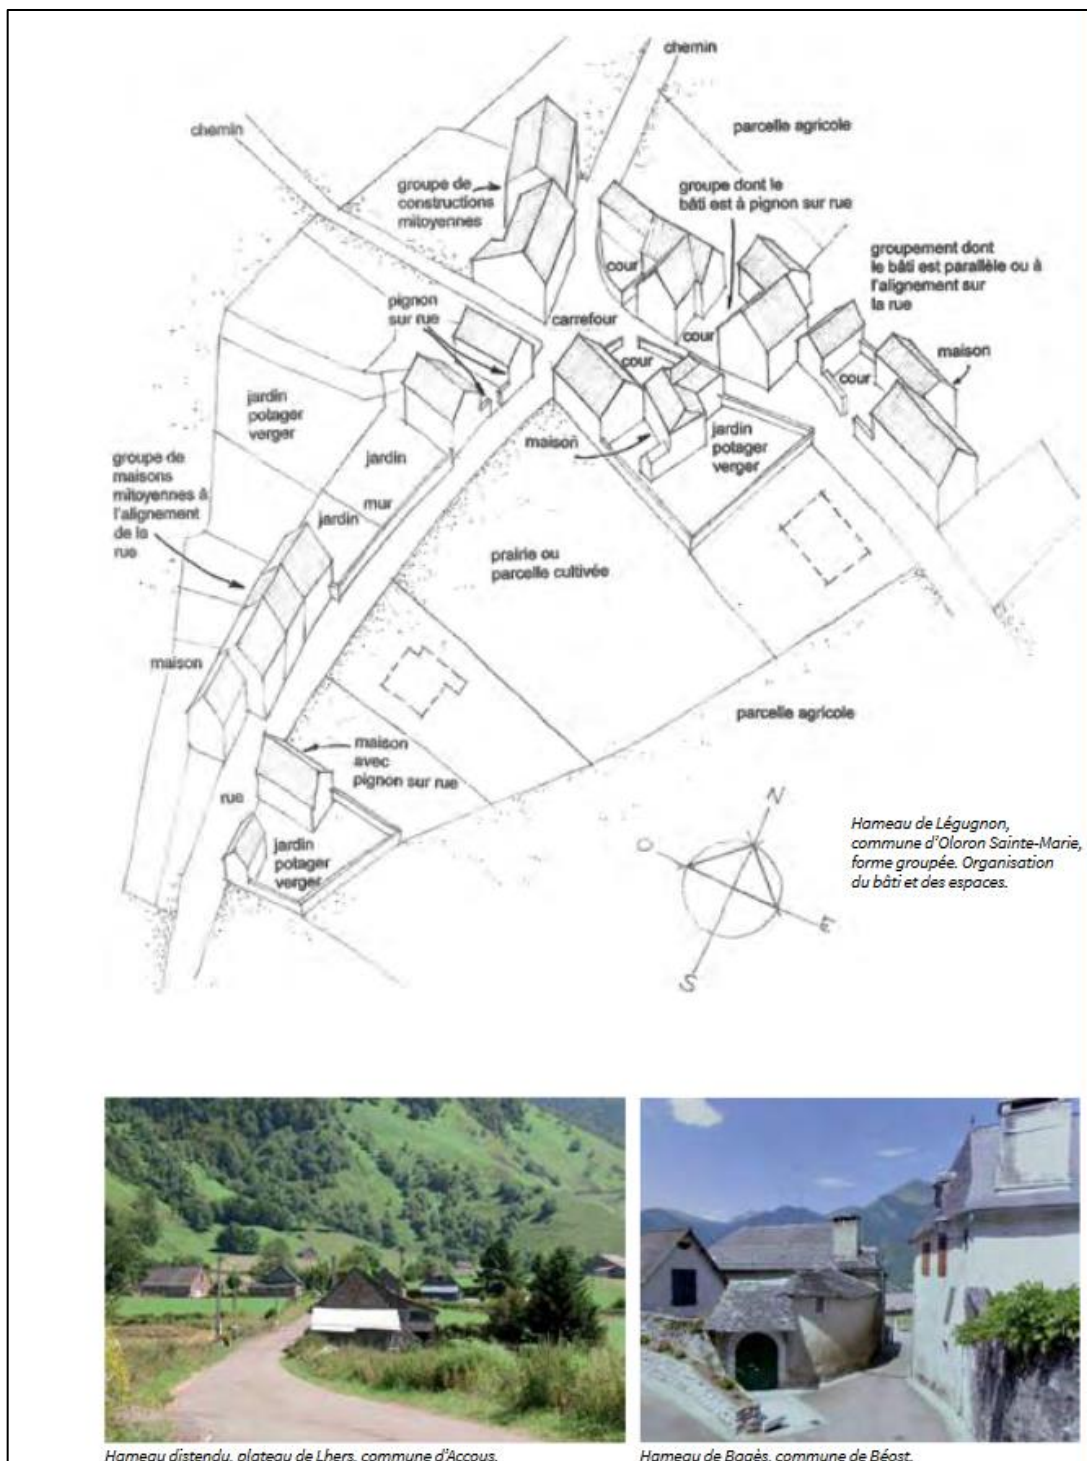 chemin
chemin
parcelle agricole
groupe de
constructions
mitoyennes
groupe dont le
bâti est à pignon sur rue
groupement dont
le bâti est parallèle ou à
l'alignement sur
la rue
cour
pignon
sur rue
carrefour
cour
cour
maison
cour
jardin
potager
verger
maison
jardin
potager
verger
groupe de
maisons
mitoyennes à
l'alignement
de la
rue
jardin
mur
jardin
prairie ou
parcelle cultivée
maison
parcelle agricole
maison
avec
pignon sur rue
rue
jardin
potager
verger
N
O
E
S
Hameau de Légugnon,
commune d'Oloron Sainte-Marie,
forme groupée. Organisation
du bâti et des espaces.
Hameau distendu, plateau de Lhers, commune d'Accous.
Hameau de Bagès, commune de Béost.